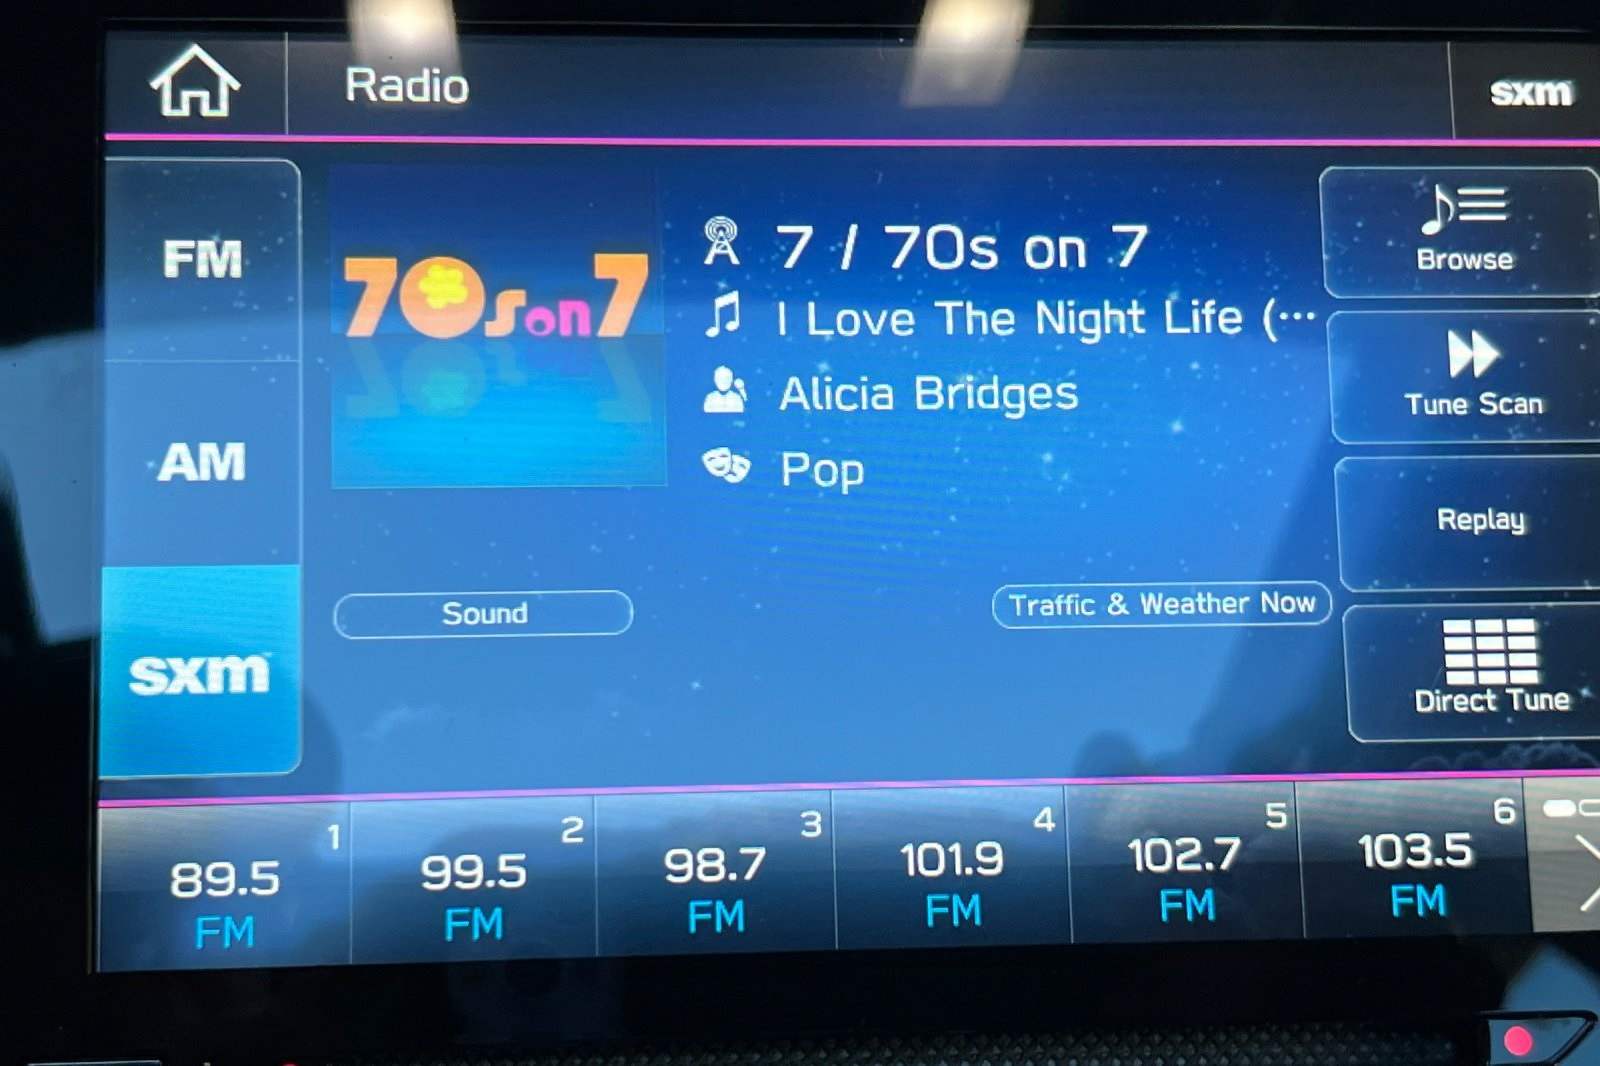 Radio
sxm
FM
AM
sxm
70s on 7
7 / 70s on 7
I Love The Night Life (···
Alicia Bridges
Pop
Sound
Traffic & Weather Now
Browse
Tune Scan
Replay
Direct Tune
1
89.5
FM
2
99.5
FM
3
98.7
FM
4
101.9
FM
5
102.7
FM
6
103.5
FM